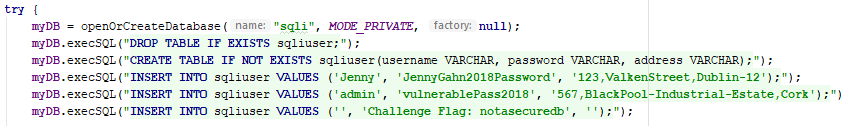 try {
myDB = openOrCreateDatabase( name: "sqli", MODE_PRIVATE, factory: null);
myDB.execSQL("DROP TABLE IF EXISTS sqliuser;");
myDB.execSQL("CREATE TABLE IF NOT EXISTS sqliuser(username VARCHAR, password VARCHAR, address VARCHAR);");
myDB.execSQL("INSERT INTO sqliuser VALUES ('Jenny', 'JennyGahn2018Password', '123,ValkenStreet,Dublin-12');");
myDB.execSQL("INSERT INTO sqliuser VALUES ('admin', 'vulnerablePass2018', '567,BlackPool-Industrial-Estate,Cork');")
myDB.execSQL("INSERT INTO sqliuser VALUES ('', 'Challenge Flag: notasecuredb', '');");